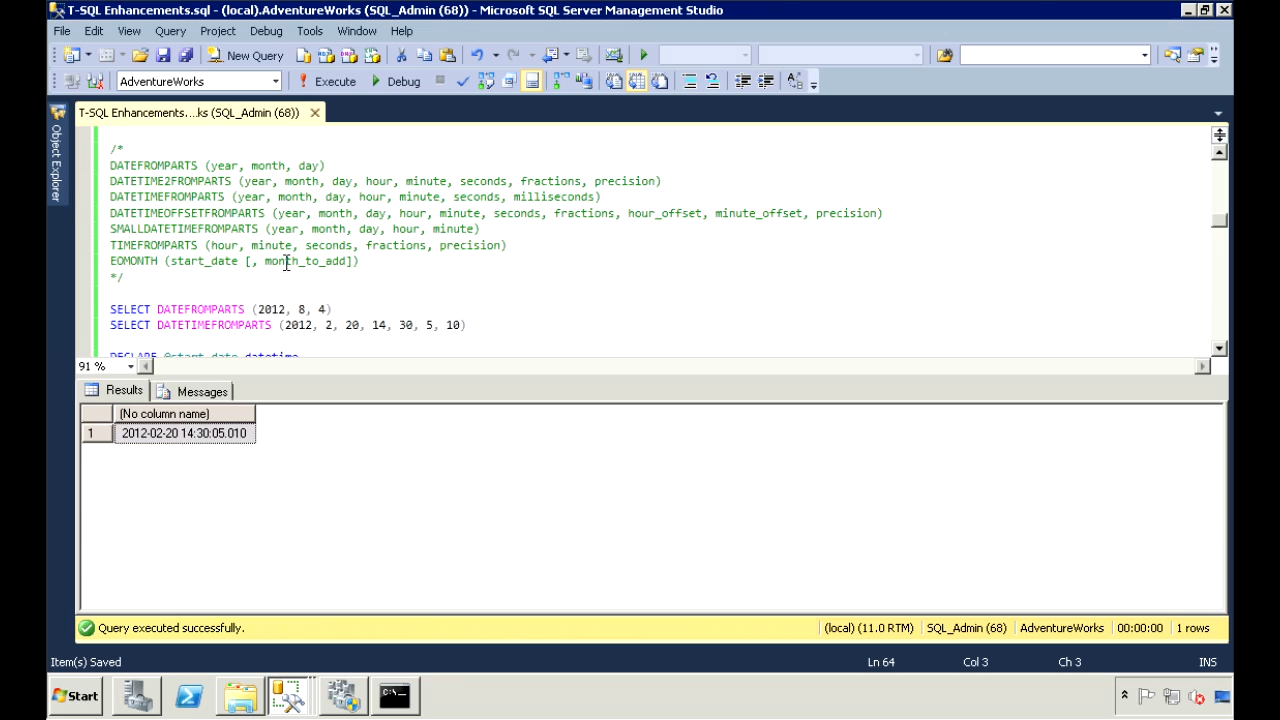 T-SQL Enhancements.sql - (local).AdventureWorks (SQL_Admin (68)) - Microsoft SQL Server Management Studio
File Edit View Query Project Debug Tools Window Help
New Query
AdventureWorks Execute Debug
T-SQL Enhancements....ks (SQL_Admin (68))
Object Explorer
/*
DATEFROMPARTS (year, month, day)
DATETIME2FROMPARTS (year, month, day, hour, minute, seconds, fractions, precision)
DATETIMEFROMPARTS (year, month, day, hour, minute, seconds, milliseconds)
DATETIMEOFFSETFROMPARTS (year, month, day, hour, minute, seconds, fractions, hour_offset, minute_offset, precision)
SMALLDATETIMEFROMPARTS (year, month, day, hour, minute)
TIMEFROMPARTS (hour, minute, seconds, fractions, precision)
EOMONTH (start_date [, month_to_add])
*/
SELECT DATEFROMPARTS (2012, 8, 4)
SELECT DATETIMEFROMPARTS (2012, 2, 20, 14, 30, 5, 10)
DECLARE @start_date datetime
91 %
Results Messages
(No column name)
1 2012-02-20 14:30:05.010
Query executed successfully. (local) (11.0 RTM) SQL_Admin (68) AdventureWorks 00:00:00 1 rows
Item(s) Saved Ln 64 Col 3 Ch 3 INS
Start